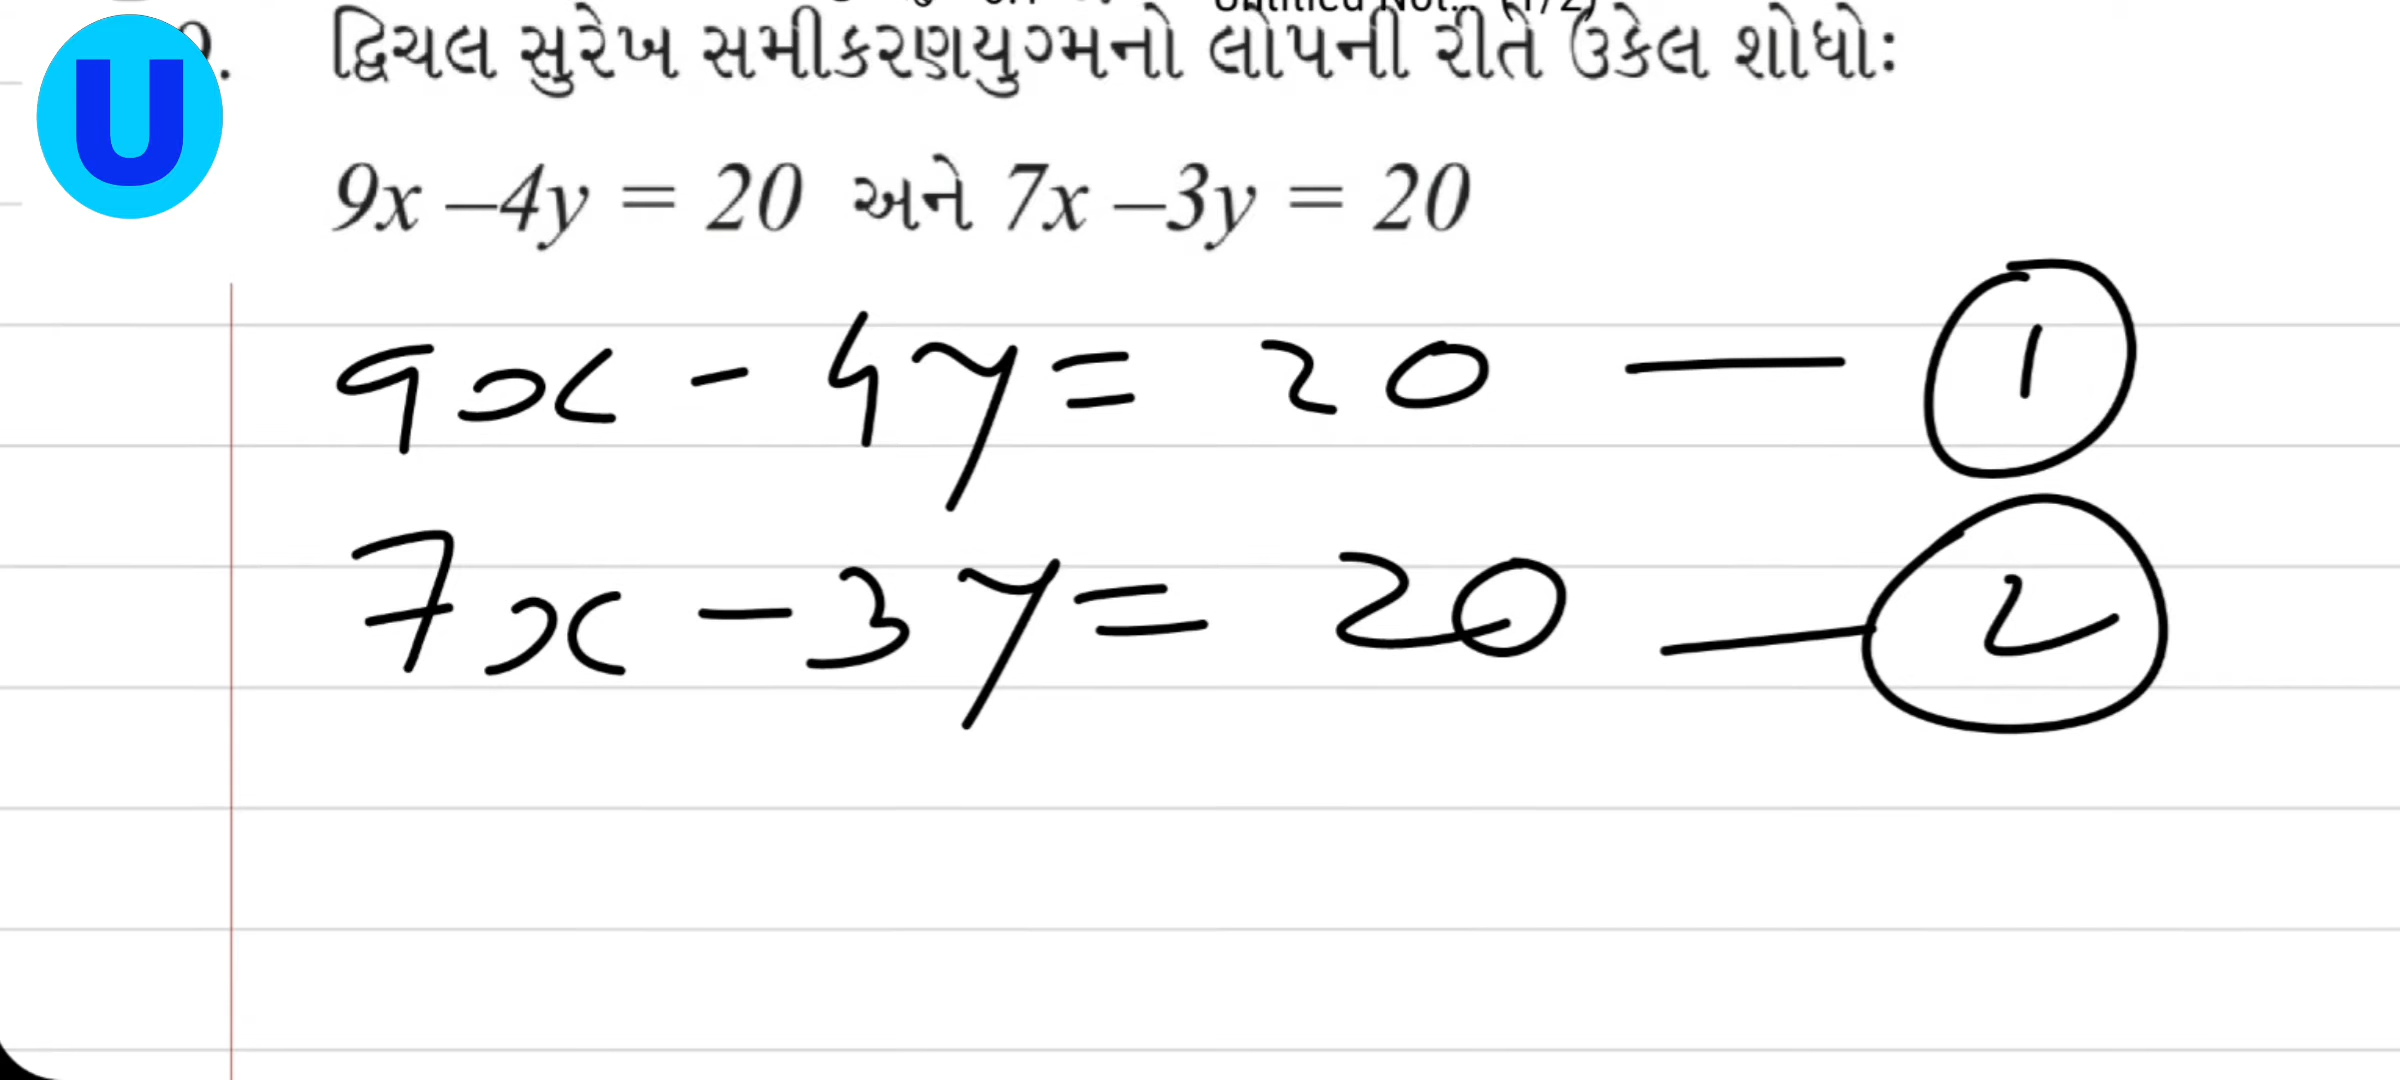 દ્વિચલ સુરેખ સમીકરણયુગ્મનો લોપની રીતે ઉકેલ શોધોઃ
U
9x –4y = 20 અને 7x –3y = 20
9x - 4y = 20 — 1
7x - 3y = 20 — 2